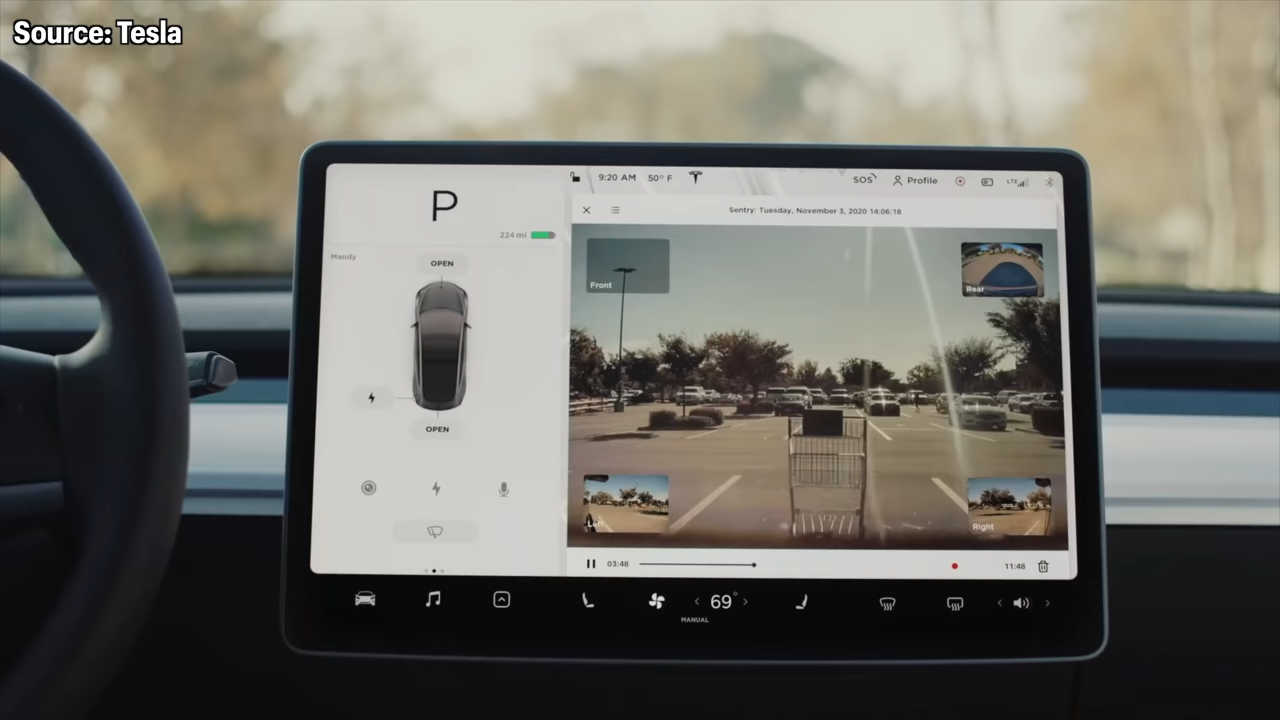 Source: Tesla
P
224 mi
Mandy
OPEN
OPEN
9:20 AM 50° F
SOS Profile LTE
Sentry: Tuesday, November 3, 2020 14:06:18
Front
Rear
Left
Right
03:48
11:48
69°
MANUAL